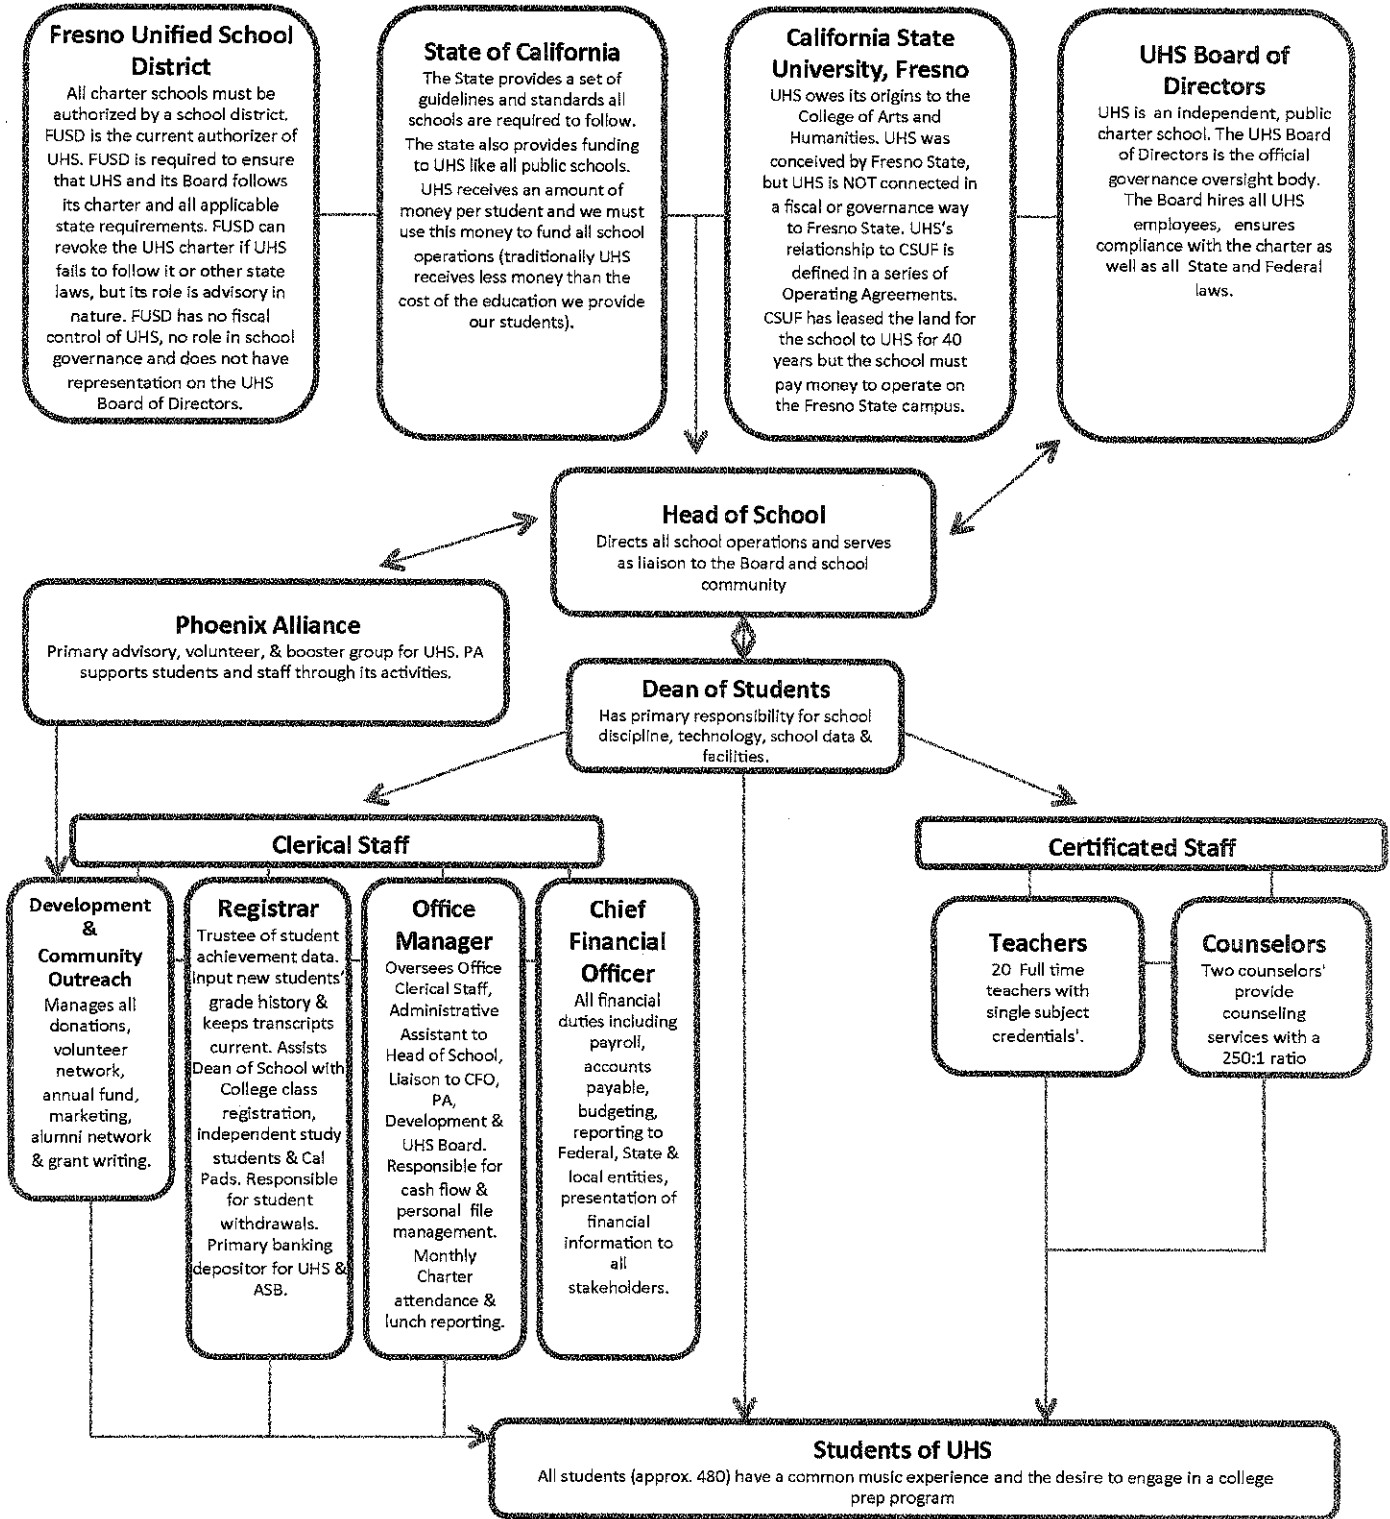 Fresno Unified School
District
All charter schools must be
authorized by a school district.
FUSD is the current authorizer of
UHS. FUSD is required to ensure
that UHS and its Board follows
its charter and all applicable
state requirements. FUSD can
revoke the UHS charter if UHS
fails to follow it or other state
laws, but its role is advisory in
nature. FUSD has no fiscal
control of UHS, no role in school
governance and does not have
representation on the UHS
Board of Directors.
State of California
The State provides a set of
guidelines and standards all
schools are required to follow.
The state also provides funding
to UHS like all public schools.
UHS receives an amount of
money per student and we must
use this money to fund all school
operations (traditionally UHS
receives less money than the
cost of the education we provide
our students).
California State
University, Fresno
UHS owes its origins to the
College of Arts and
Humanities. UHS was
conceived by Fresno State,
but UHS is NOT connected in
a fiscal or governance way
to Fresno State. UHS's
relationship to CSUF is
defined in a series of
Operating Agreements.
CSUF has leased the land for
the school to UHS for 40
years but the school must
pay money to operate on
the Fresno State campus.
UHS Board of
Directors
UHS is an independent, public
charter school. The UHS Board
of Directors is the official
governance oversight body.
The Board hires all UHS
employees, ensures
compliance with the charter as
well as all State and Federal
laws.
Head of School
Directs all school operations and serves
as liaison to the Board and school
community
Phoenix Alliance
Primary advisory, volunteer, & booster group for UHS. PA
supports students and staff through its activities.
Dean of Students
Has primary responsibility for school
discipline, technology, school data &
facilities.
Clerical Staff
Certificated Staff
Development
&
Community
Outreach
Manages all
donations,
volunteer
network,
annual fund,
marketing,
alumni network
& grant writing.
Registrar
Trustee of student
achievement data.
Input new students'
grade history &
keeps transcripts
current. Assists
Dean of School with
College class
registration,
independent study
students & Cal
Pads. Responsible
for student
withdrawals.
Primary banking
depositor for UHS &
ASB.
Office
Manager
Oversees Office
Clerical Staff,
Administrative
Assistant to
Head of School,
Liaison to CFO,
PA,
Development &
UHS Board.
Responsible for
cash flow &
personal file
management.
Monthly
Charter
attendance &
lunch reporting.
Chief
Financial
Officer
All financial
duties including
payroll,
accounts
payable,
budgeting,
reporting to
Federal, State &
local entities,
presentation of
financial
information to
all
stakeholders.
Teachers
20 Full time
teachers with
single subject
credentials'.
Counselors
Two counselors'
provide
counseling
services with a
250:1 ratio
Students of UHS
All students (approx. 480) have a common music experience and the desire to engage in a college
prep program